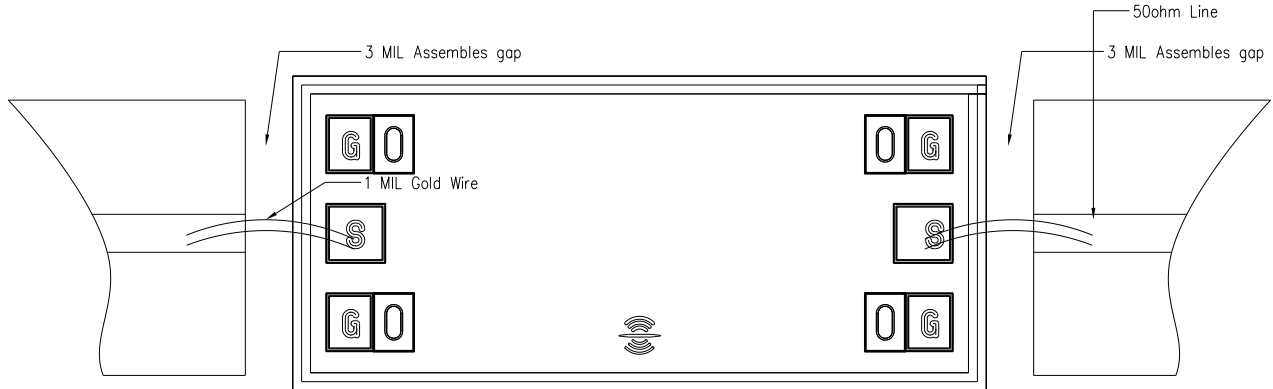 50ohm Line
3 MIL Assembles gap
3 MIL Assembles gap
G O
O G
1 MIL Gold Wire
S
S
G O
O G